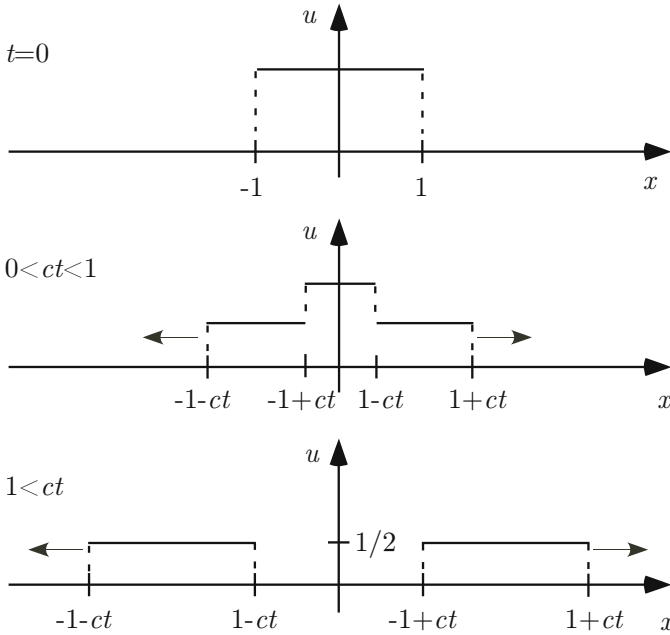 u
t=0
-1 1 x
u
0<ct<1
-1-ct -1+ct 1-ct 1+ct x
u
1<ct
1/2
-1-ct 1-ct -1+ct 1+ct x